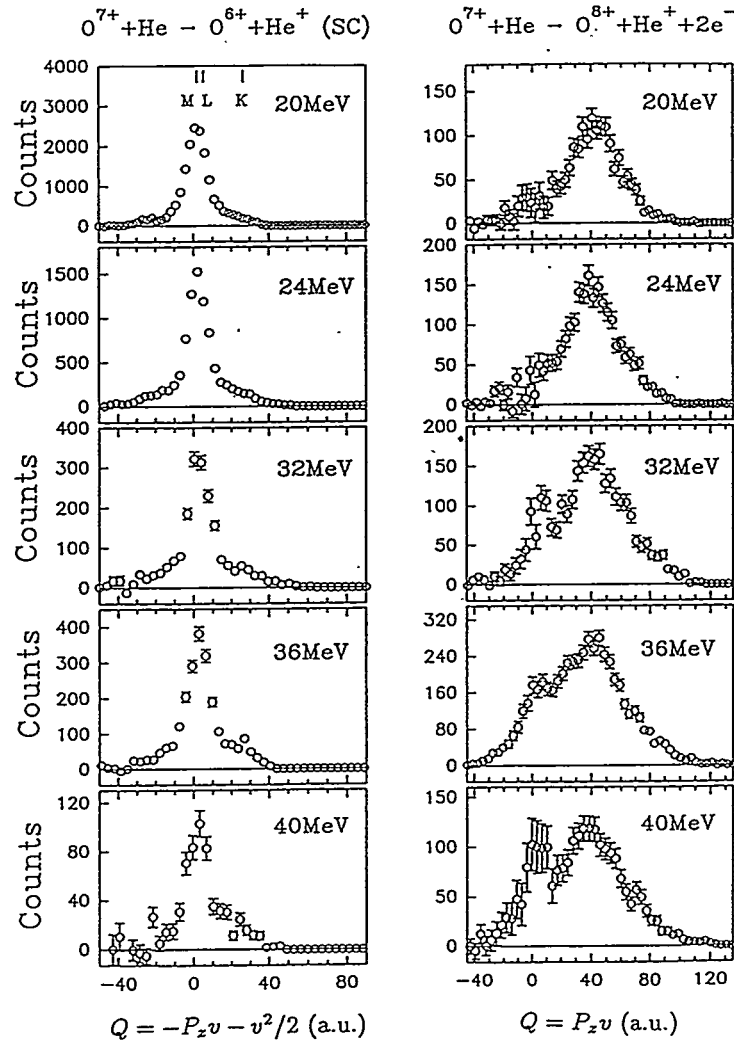 O⁷⁺+He → O⁶⁺+He⁺ (SC)
O⁷⁺+He → O⁸⁺+He⁺+2e⁻
4000
3000
2000
1000
0
Counts
M L K
20MeV
150
100
50
0
20MeV
1500
1000
500
0
Counts
24MeV
200
150
100
50
0
24MeV
400
300
200
100
0
Counts
32MeV
200
150
100
50
0
32MeV
400
300
200
100
0
Counts
36MeV
320
240
160
80
0
36MeV
120
80
40
0
Counts
40MeV
150
100
50
0
40MeV
−40 0 40 80
−40 0 40 80 120
Q = −P_z v − v²/2 (a.u.)
Q = P_z v (a.u.)